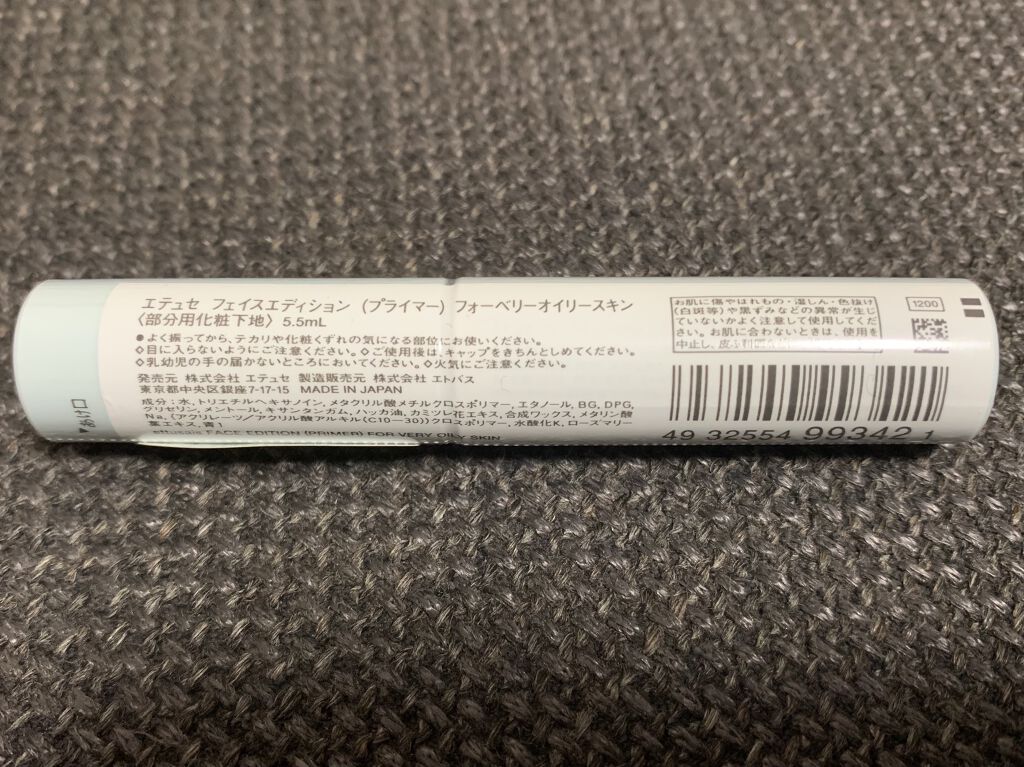 エテュセ フェイスエディション (プライマー) フォーベリーオイリースキン
〈部分用化粧下地〉 5.5mL
●よく振ってから、テカリや化粧くずれの気になる部位にお使いください。
◇目に入らないようにご注意ください。◇ご使用後は、キャップをきちんとしめてください。
◇乳幼児の手の届かないところにおいてください。◇火気にご注意ください。
発売元 株式会社 エテュセ 製造販売元 株式会社 エトバス
東京都中央区銀座7-17-15 MADE IN JAPAN
成分:水,トリエチルヘキサノイン,メタクリル酸メチルクロスポリマー,エタノール,BG,DPG,
グリセリン,メントール,キサンタンガム,ハッカ油,カミツレ花エキス,合成ワックス,メタリン酸
Na,(アクリレーツ/アクリル酸アルキル(C10-30))クロスポリマー,水酸化K,ローズマリー
葉エキス,青1
ettusais FACE EDITION (PRIMER) FOR VERY OILY SKIN
お肌に傷やはれもの・湿しん・色抜け
(白斑等)や黒ずみなどの異常が生じ
ていないかよく注意して使用してくだ
さい。お肌に合わないときは、使用を
中止し、皮ふ科医
1200
4932554993421
▼あけ口